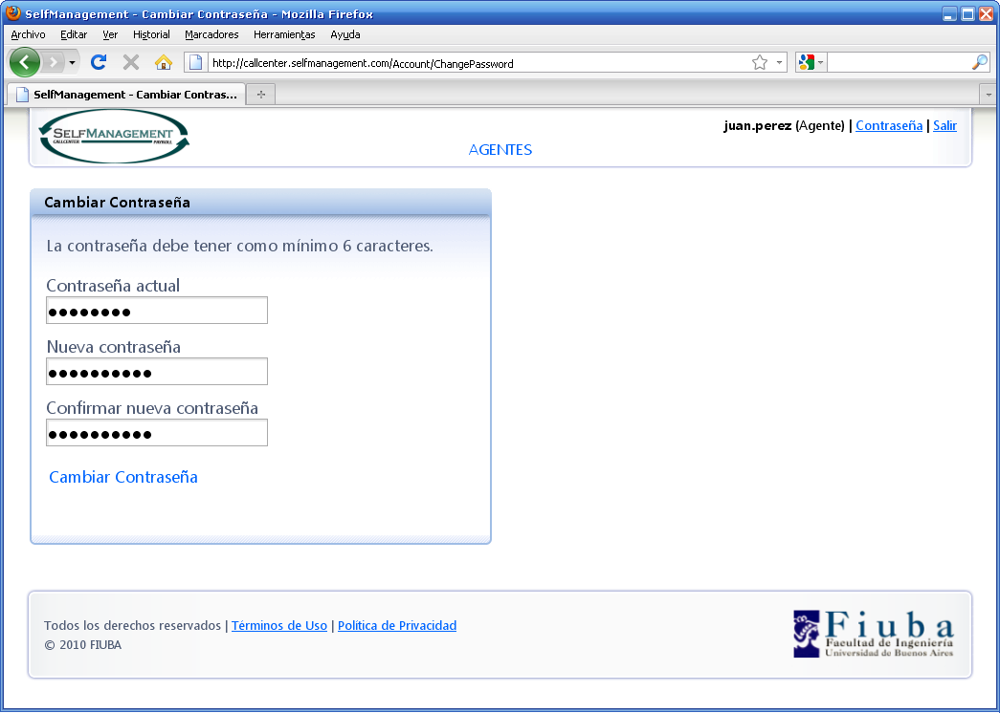 SelfManagement - Cambiar Contraseña - Mozilla Firefox
Archivo Editar Ver Historial Marcadores Herramientas Ayuda
http://callcenter.selfmanagement.com/Account/ChangePassword
SelfManagement - Cambiar Contras...
SELFMANAGEMENT
CALLCENTER PAYROLL
juan.perez (Agente) | Contraseña | Salir
AGENTES
Cambiar Contraseña
La contraseña debe tener como mínimo 6 caracteres.
Contraseña actual
●●●●●●●●
Nueva contraseña
●●●●●●●●●●
Confirmar nueva contraseña
●●●●●●●●●●
Cambiar Contraseña
Todos los derechos reservados | Términos de Uso | Política de Privacidad
© 2010 FIUBA
Fiuba
Facultad de Ingeniería
Universidad de Buenos Aires